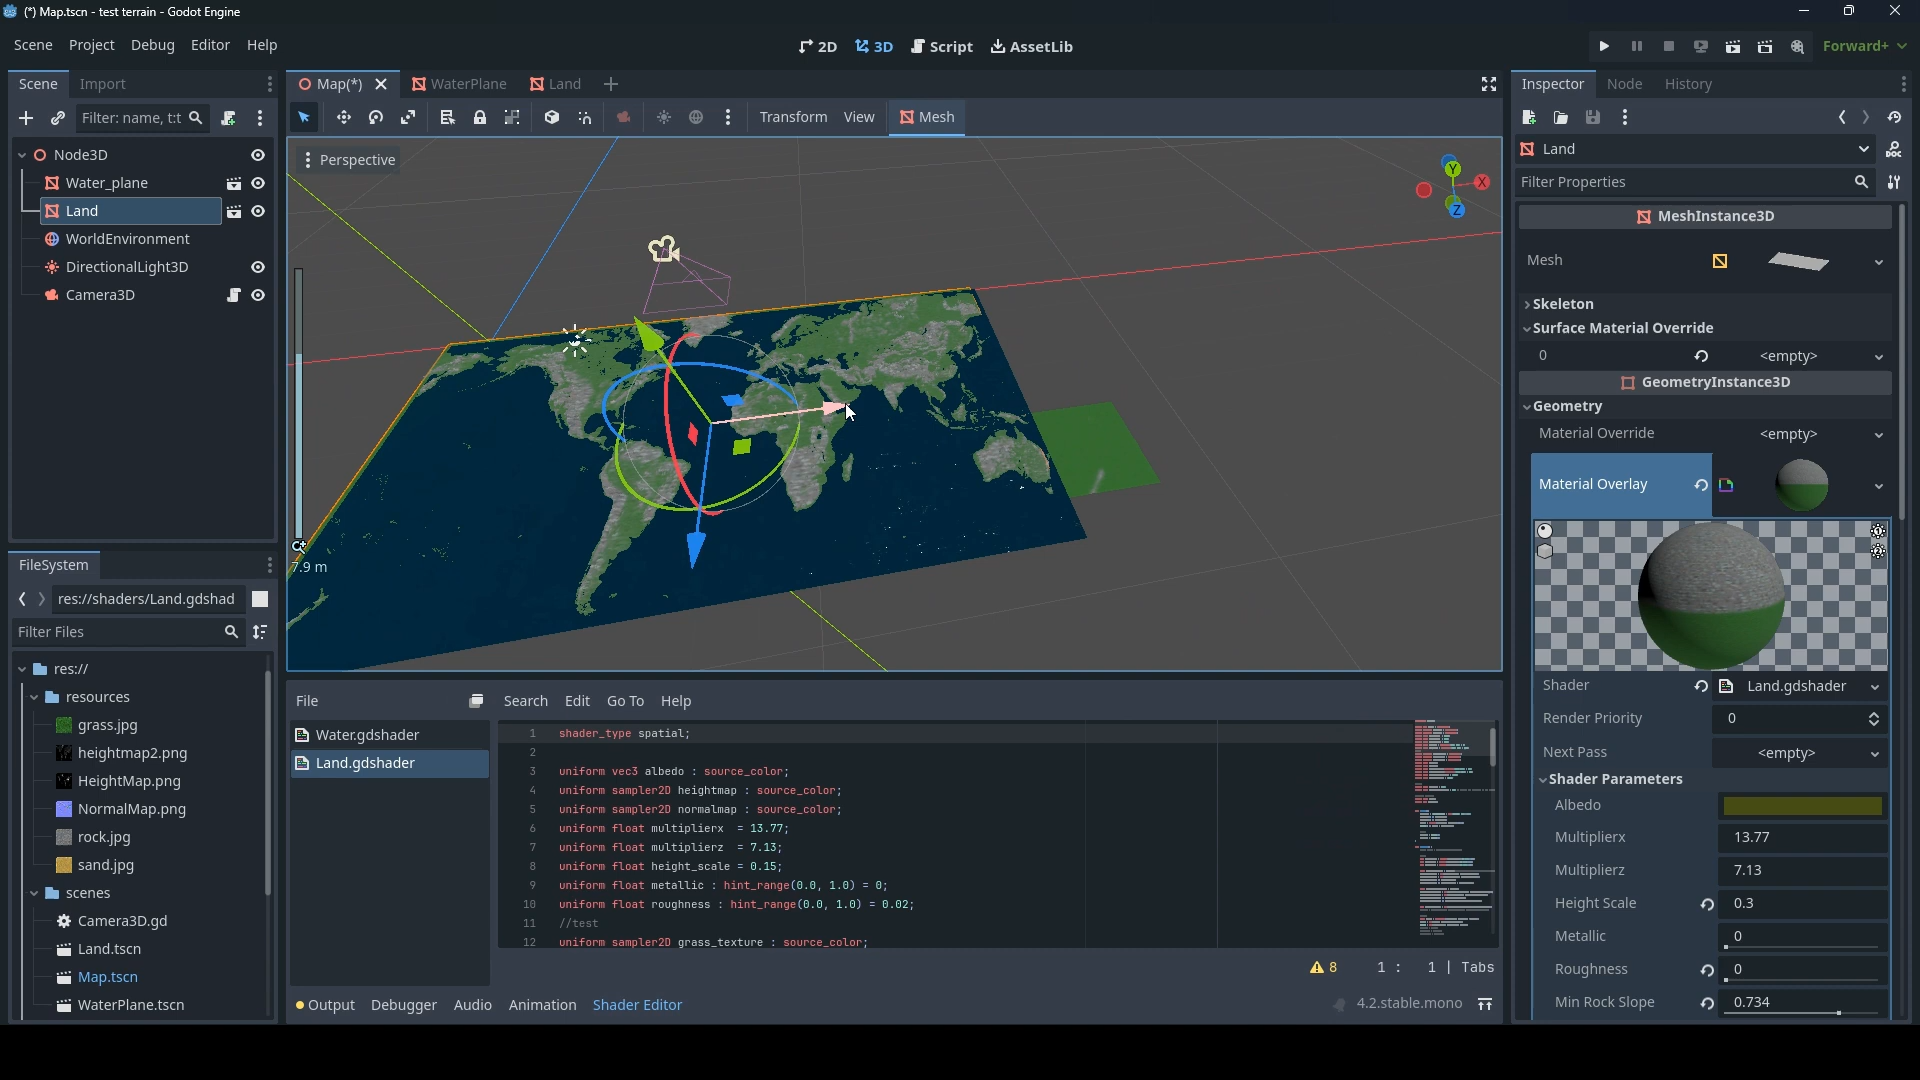 (*) Map.tscn - test terrain - Godot Engine
Scene Project Debug Editor Help
2D 3D Script AssetLib
Forward+
Scene Import
Map(*) WaterPlane Land
Inspector Node History
Filter: name, t:t
Transform View Mesh
Node3D
Water_plane
Land
WorldEnvironment
DirectionalLight3D
Camera3D
Perspective
Y
X
Z
7.9 m
Land
Filter Properties
MeshInstance3D
Mesh
Skeleton
Surface Material Override
0 <empty>
GeometryInstance3D
Geometry
Material Override <empty>
Material Overlay
Shader Land.gdshader
Render Priority 0
Next Pass <empty>
Shader Parameters
Albedo
Multiplierx 13.77
Multiplierz 7.13
Height Scale 0.3
Metallic 0
Roughness 0
Min Rock Slope 0.734
FileSystem
res://shaders/Land.gdshad
Filter Files
res://
resources
grass.jpg
heightmap2.png
HeightMap.png
NormalMap.png
rock.jpg
sand.jpg
scenes
Camera3D.gd
Land.tscn
Map.tscn
WaterPlane.tscn
File Search Edit Go To Help
Water.gdshader
Land.gdshader
1 shader_type spatial;
2
3 uniform vec3 albedo : source_color;
4 uniform sampler2D heightmap : source_color;
5 uniform sampler2D normalmap : source_color;
6 uniform float multiplierx = 13.77;
7 uniform float multiplierz = 7.13;
8 uniform float height_scale = 0.15;
9 uniform float metallic : hint_range(0.0, 1.0) = 0;
10 uniform float roughness : hint_range(0.0, 1.0) = 0.02;
11 //test
12 uniform sampler2D grass_texture : source_color;
8 1 : 1 | Tabs
Output Debugger Audio Animation Shader Editor
4.2.stable.mono